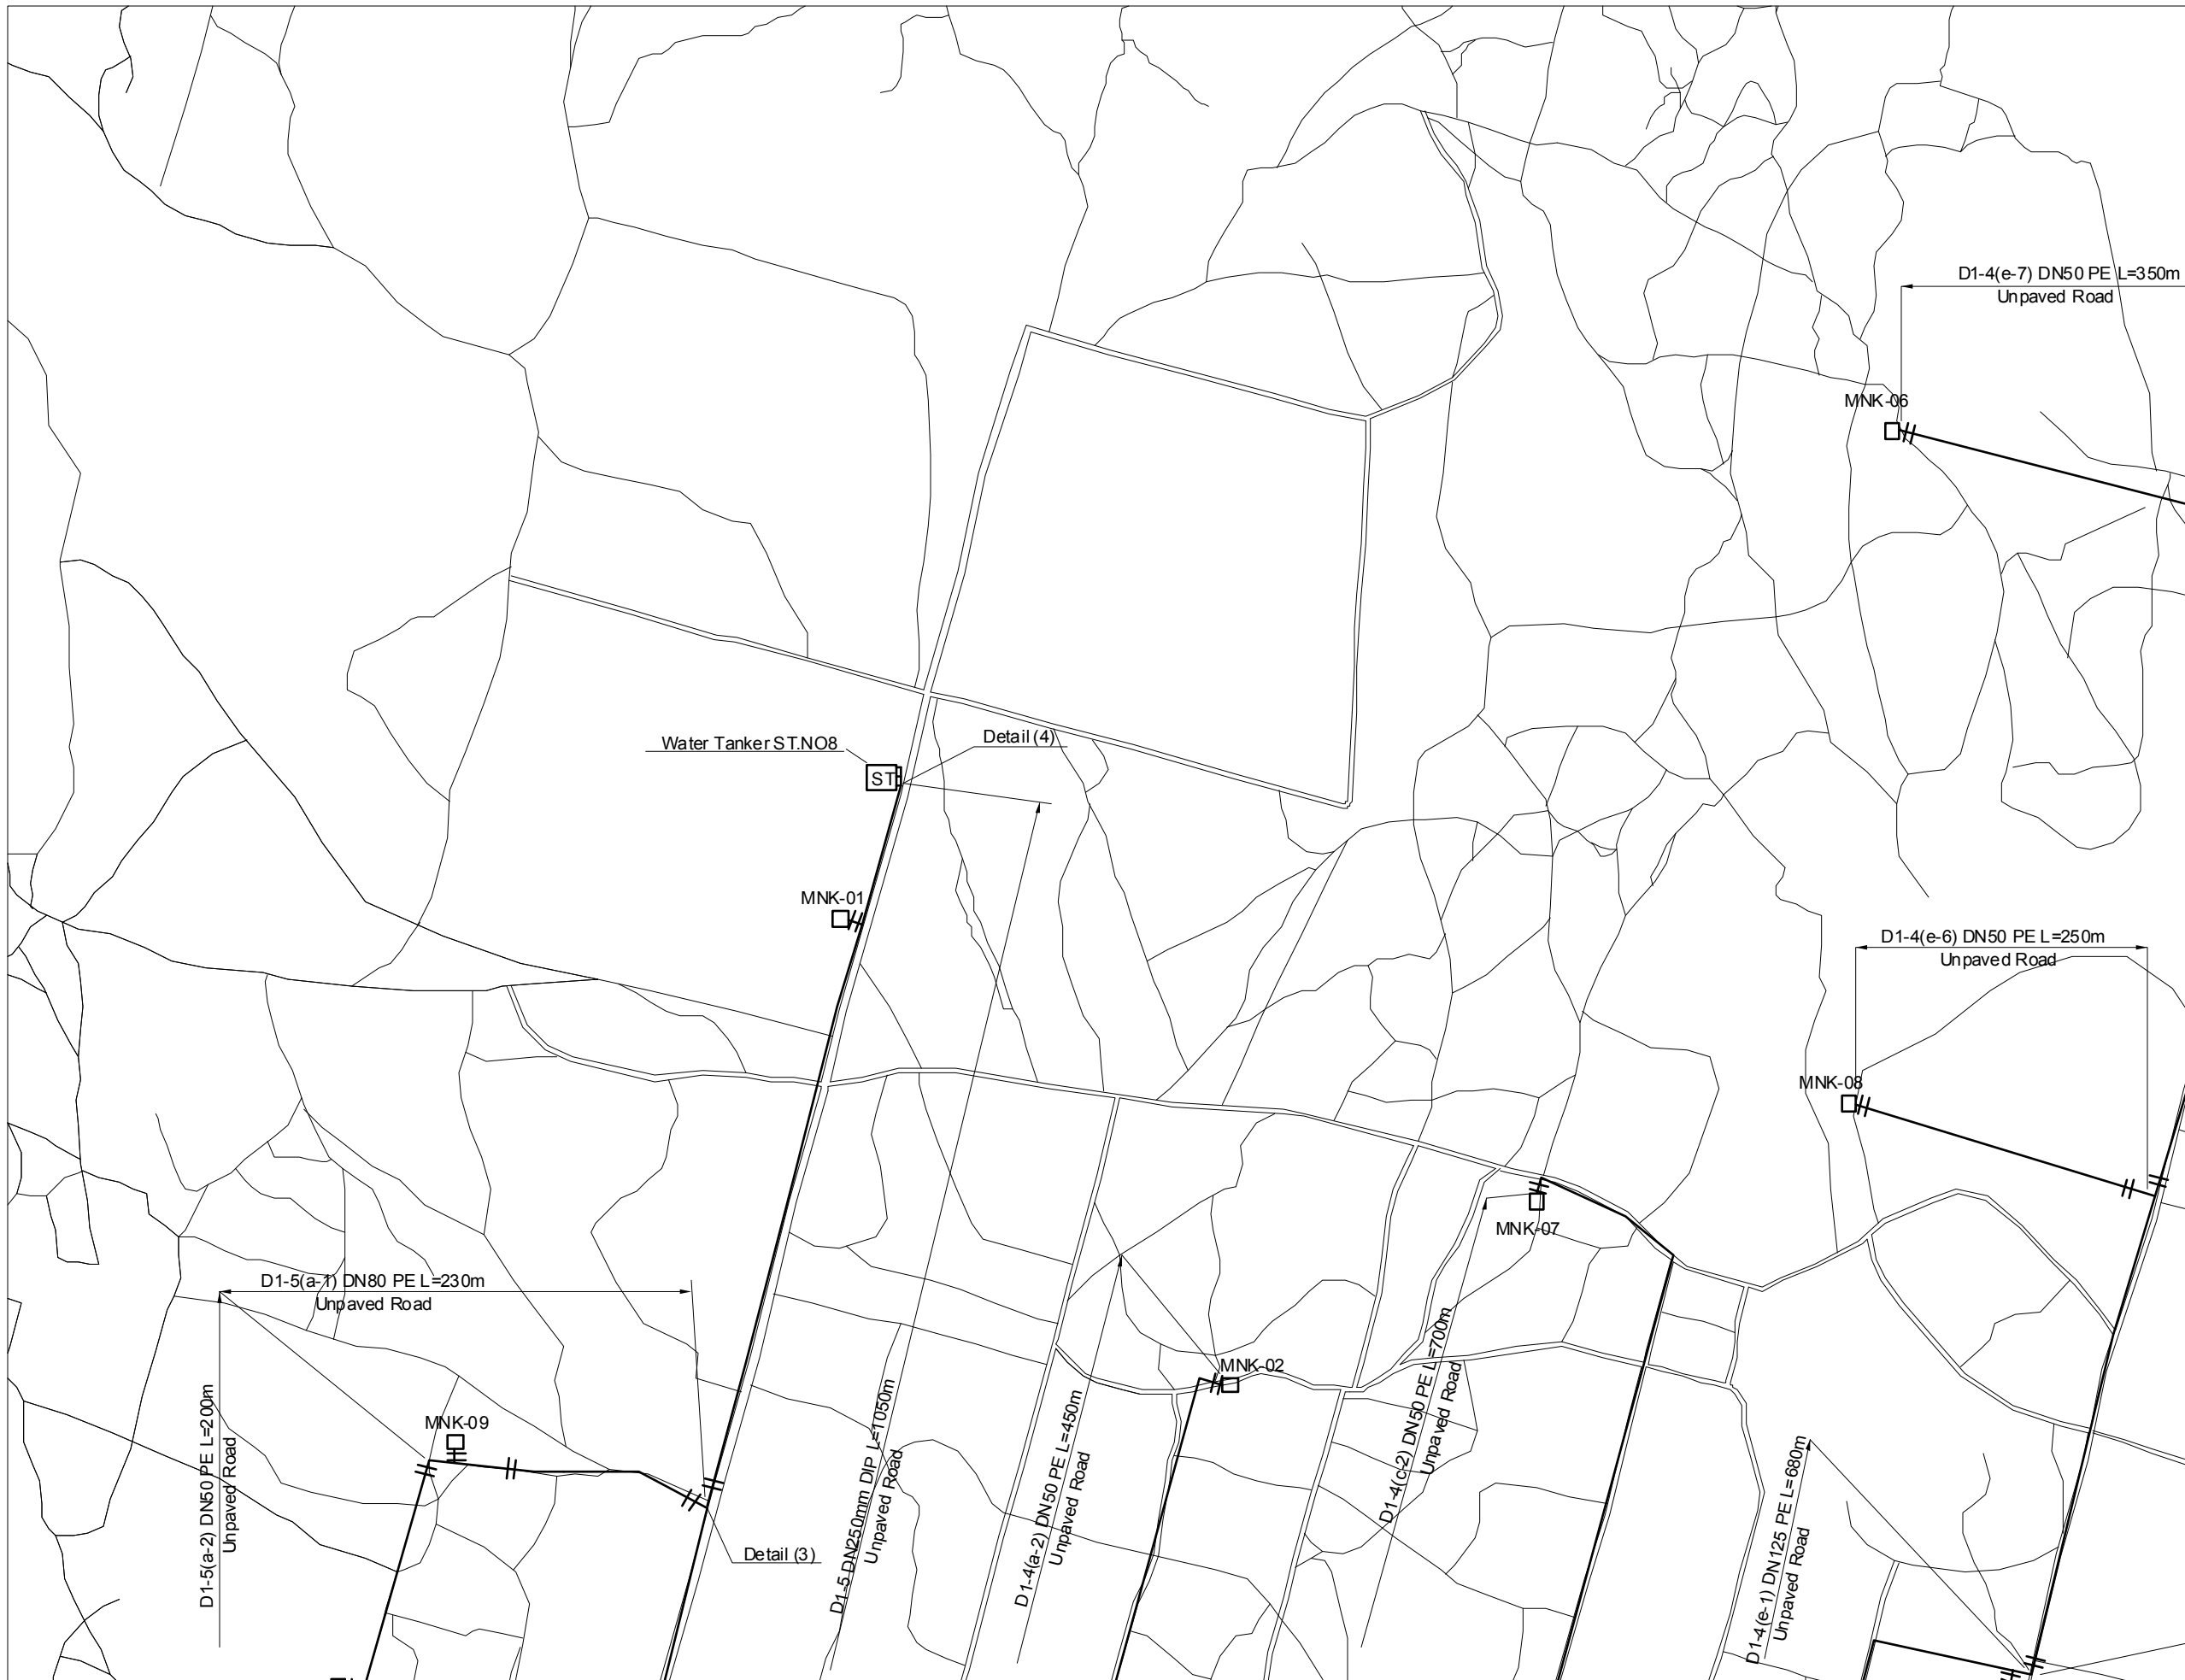 D1-4(e-7) DN50 PE L=350m
Unpaved Road
MNK-06
Water Tanker ST.NO8
Detail (4)
ST
MNK-01
D1-4(e-6) DN50 PE L=250m
Unpaved Road
MNK-08
MNK-07
D1-5(a-1) DN80 PE L=230m
Unpaved Road
MNK-02
MNK-09
D1-5(a-2) DN50 PE L=200m
Unpaved Road
D1-5 DN250mm DIP L=1050m
Unpaved Road
D1-4(a-2) DN50 PE L=450m
Unpaved Road
D1-4(c-2) DN50 PE L=700m
Unpaved Road
D1-4(e-1) DN125 PE L=680m
Unpaved Road
Detail (3)